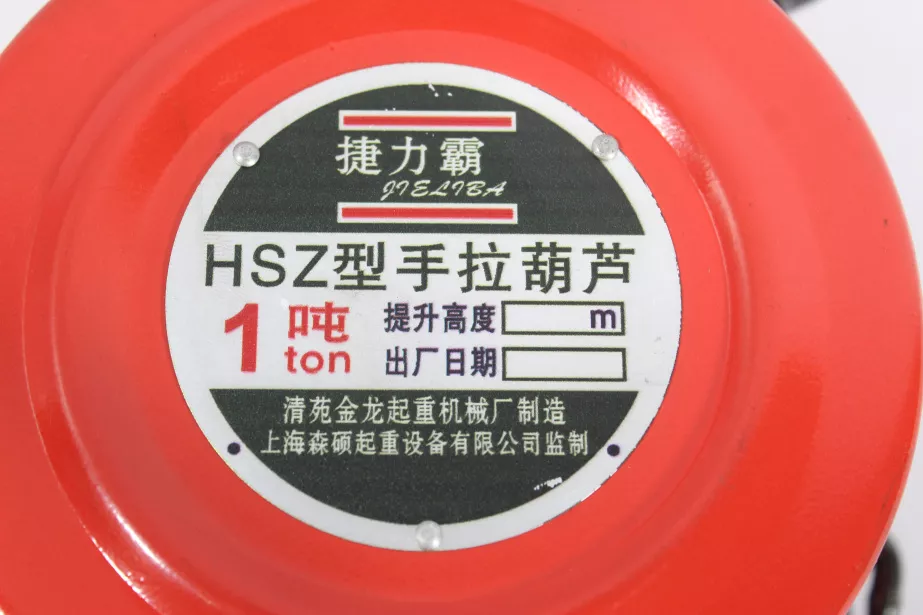 捷力霸
JIELIBA
HSZ型手拉葫芦
1吨
ton
提升高度 m
出厂日期
清苑金龙起重机械厂制造
上海森硕起重设备有限公司监制